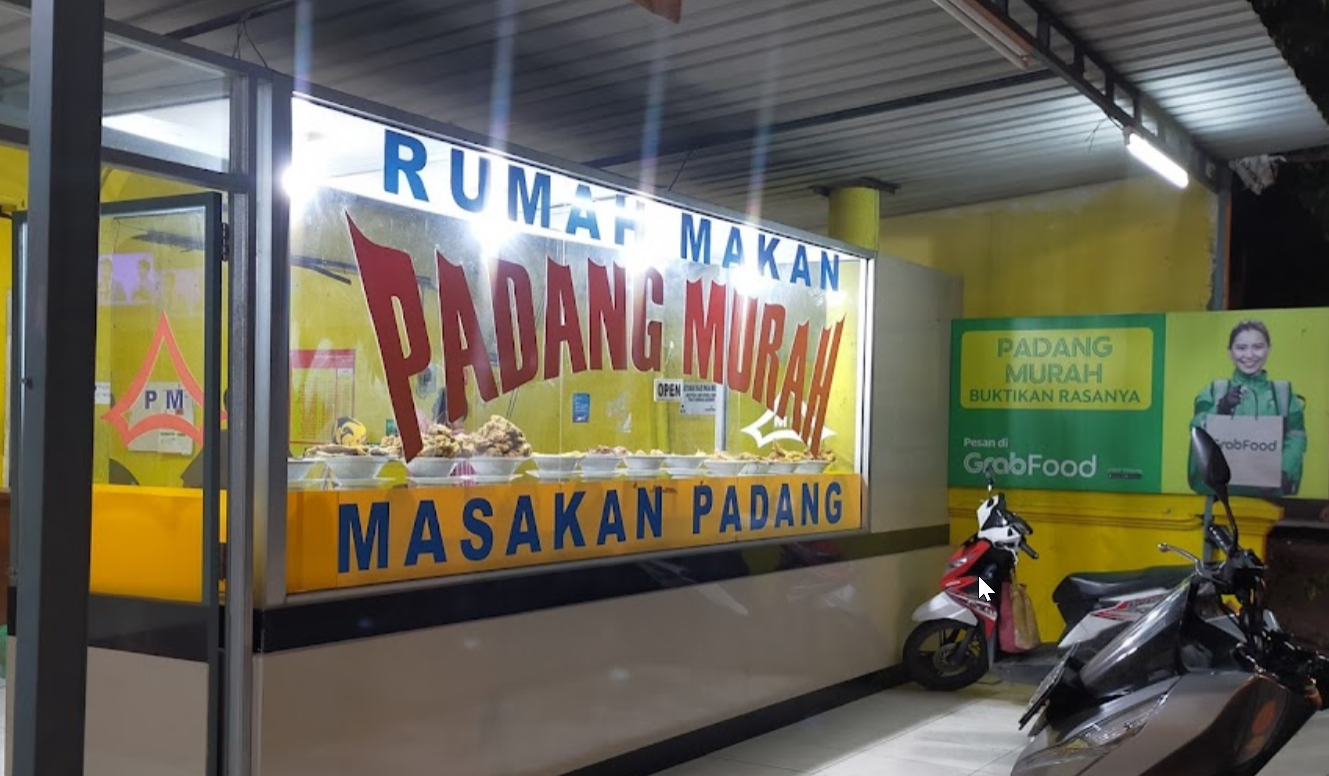 RUMAH MAKAN
PADANG MURAH
OPEN
PM
M
MASAKAN PADANG
PADANG
MURAH
BUKTIKAN RASANYA
Pesan di
GrabFood
GrabFood